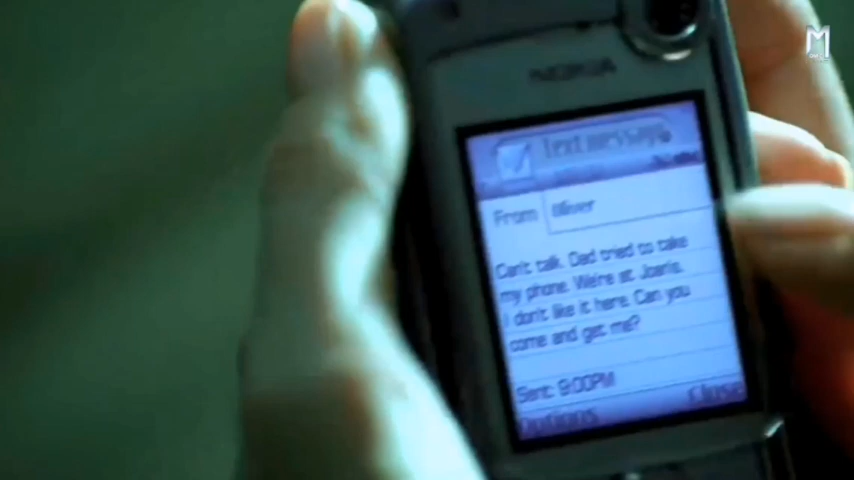 M
NOKIA
Text message
From Oliver
Can't talk. Dad tried to take
my phone. We're at Joan's.
I don't like it here. Can you
come and get me?
Sent: 9:00PM
Options Close